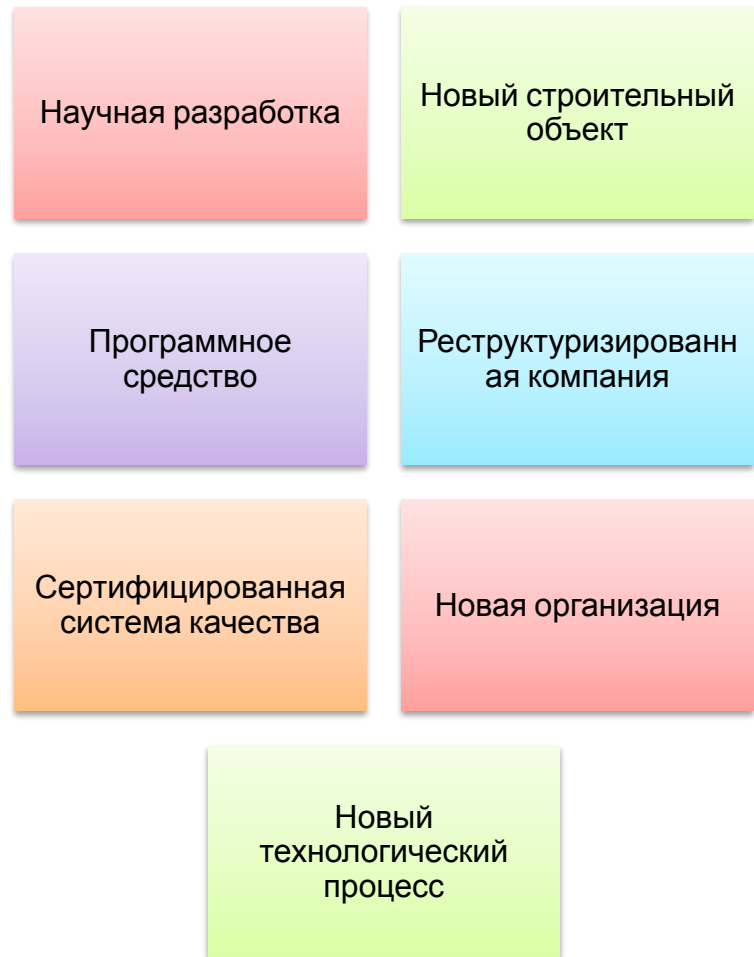 Научная разработка
Новый строительный
объект
Программное
средство
Реструктуризированн
ая компания
Сертифицированная
система качества
Новая организация
Новый
технологический
процесс